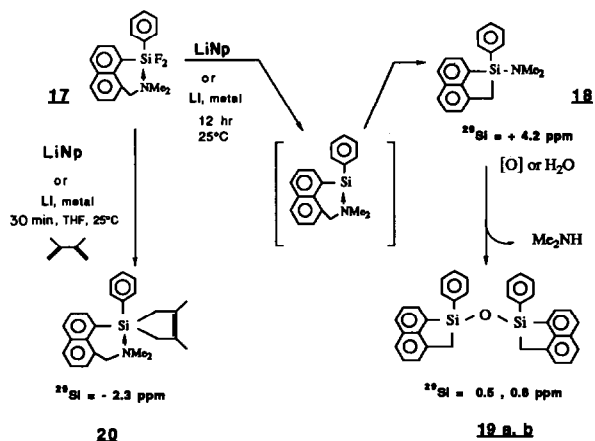 Si F₂
NMe₂
17
LiNp
or
LI, metal
12 hr
25°C
Si - NMe₂
18
²⁹Si = + 4.2 ppm
[O] or H₂O
Me₂NH
Si
NMe₂
LiNp
or
LI, metal
30 min, THF, 25°C
Si
NMe₂
²⁹Si = - 2.3 ppm
20
Si - O - Si
²⁹Si = 0.5, 0.6 ppm
19 a, b